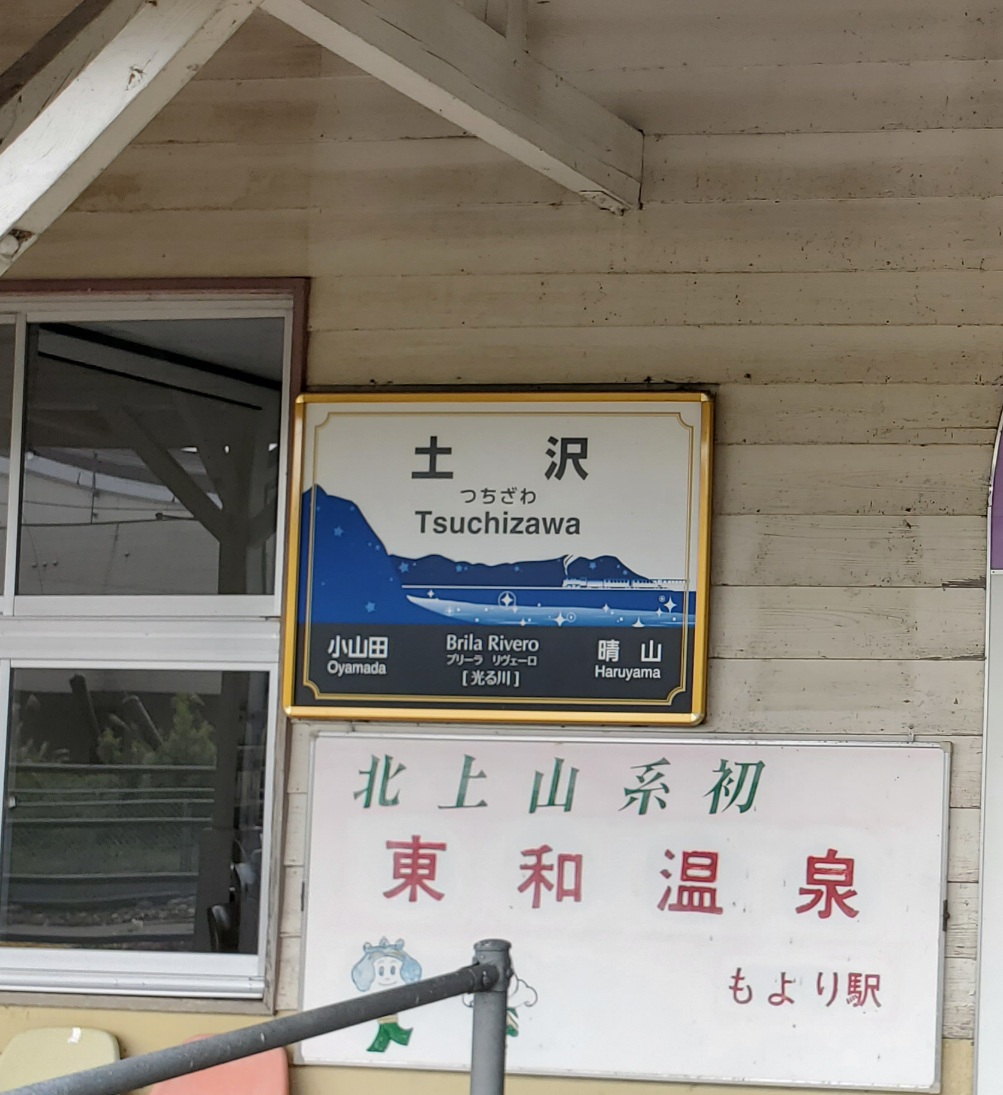 土 沢
つちざわ
Tsuchizawa
小山田
Oyamada
Brila Rivero
ブリーラ リヴェーロ
[光る川]
晴 山
Haruyama
北上山系初
東和温泉
もより駅